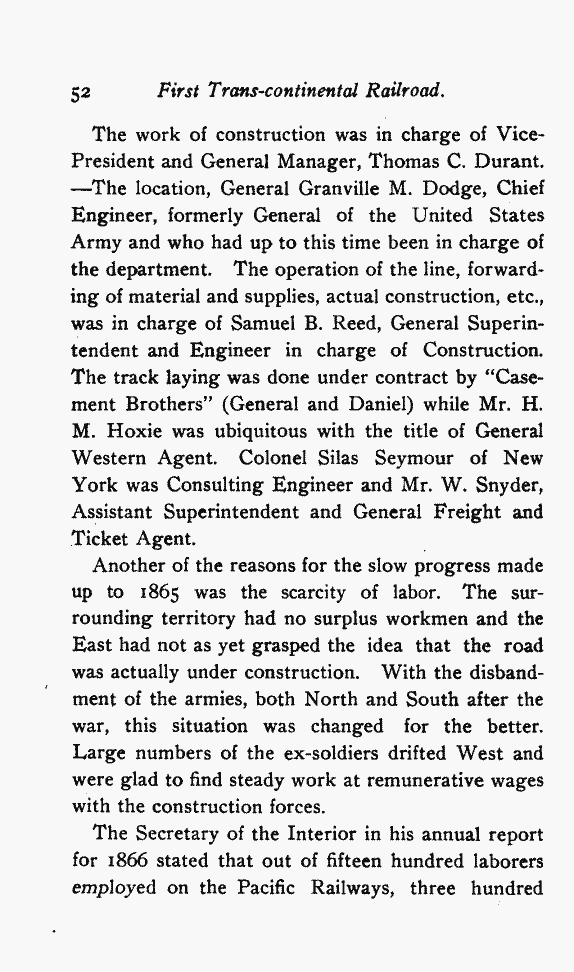 52 First Trans-continental Railroad.
The work of construction was in charge of Vice-
President and General Manager, Thomas C. Durant.
—The location, General Granville M. Dodge, Chief
Engineer, formerly General of the United States
Army and who had up to this time been in charge of
the department. The operation of the line, forward-
ing of material and supplies, actual construction, etc.,
was in charge of Samuel B. Reed, General Superin-
tendent and Engineer in charge of Construction.
The track laying was done under contract by “Case-
ment Brothers” (General and Daniel) while Mr. H.
M. Hoxie was ubiquitous with the title of General
Western Agent. Colonel Silas Seymour of New
York was Consulting Engineer and Mr. W. Snyder,
Assistant Superintendent and General Freight and
Ticket Agent.
Another of the reasons for the slow progress made
up to 1865 was the scarcity of labor. The sur-
rounding territory had no surplus workmen and the
East had not as yet grasped the idea that the road
was actually under construction. With the disband-
ment of the armies, both North and South after the
war, this situation was changed for the better.
Large numbers of the ex-soldiers drifted West and
were glad to find steady work at remunerative wages
with the construction forces.
The Secretary of the Interior in his annual report
for 1866 stated that out of fifteen hundred laborers
employed on the Pacific Railways, three hundred